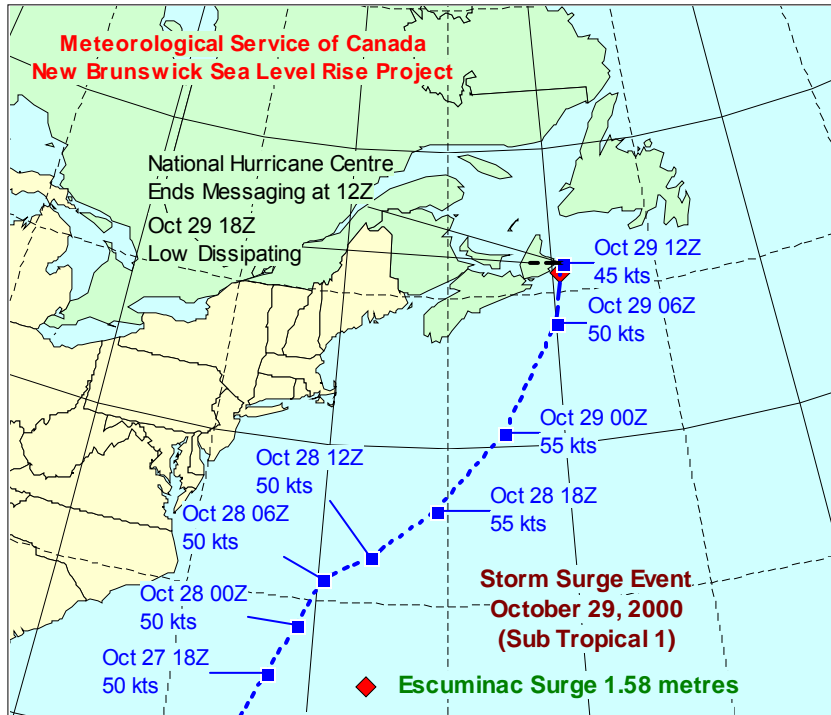 Meteorological Service of Canada
New Brunswick Sea Level Rise Project
National Hurricane Centre
Ends Messaging at 12Z
Oct 29 18Z
Low Dissipating
Oct 29 12Z
45 kts
Oct 29 06Z
50 kts
Oct 29 00Z
55 kts
Oct 28 12Z
50 kts
Oct 28 18Z
55 kts
Oct 28 06Z
50 kts
Oct 28 00Z
50 kts
Oct 27 18Z
50 kts
Storm Surge Event
October 29, 2000
(Sub Tropical 1)
Escuminac Surge 1.58 metres